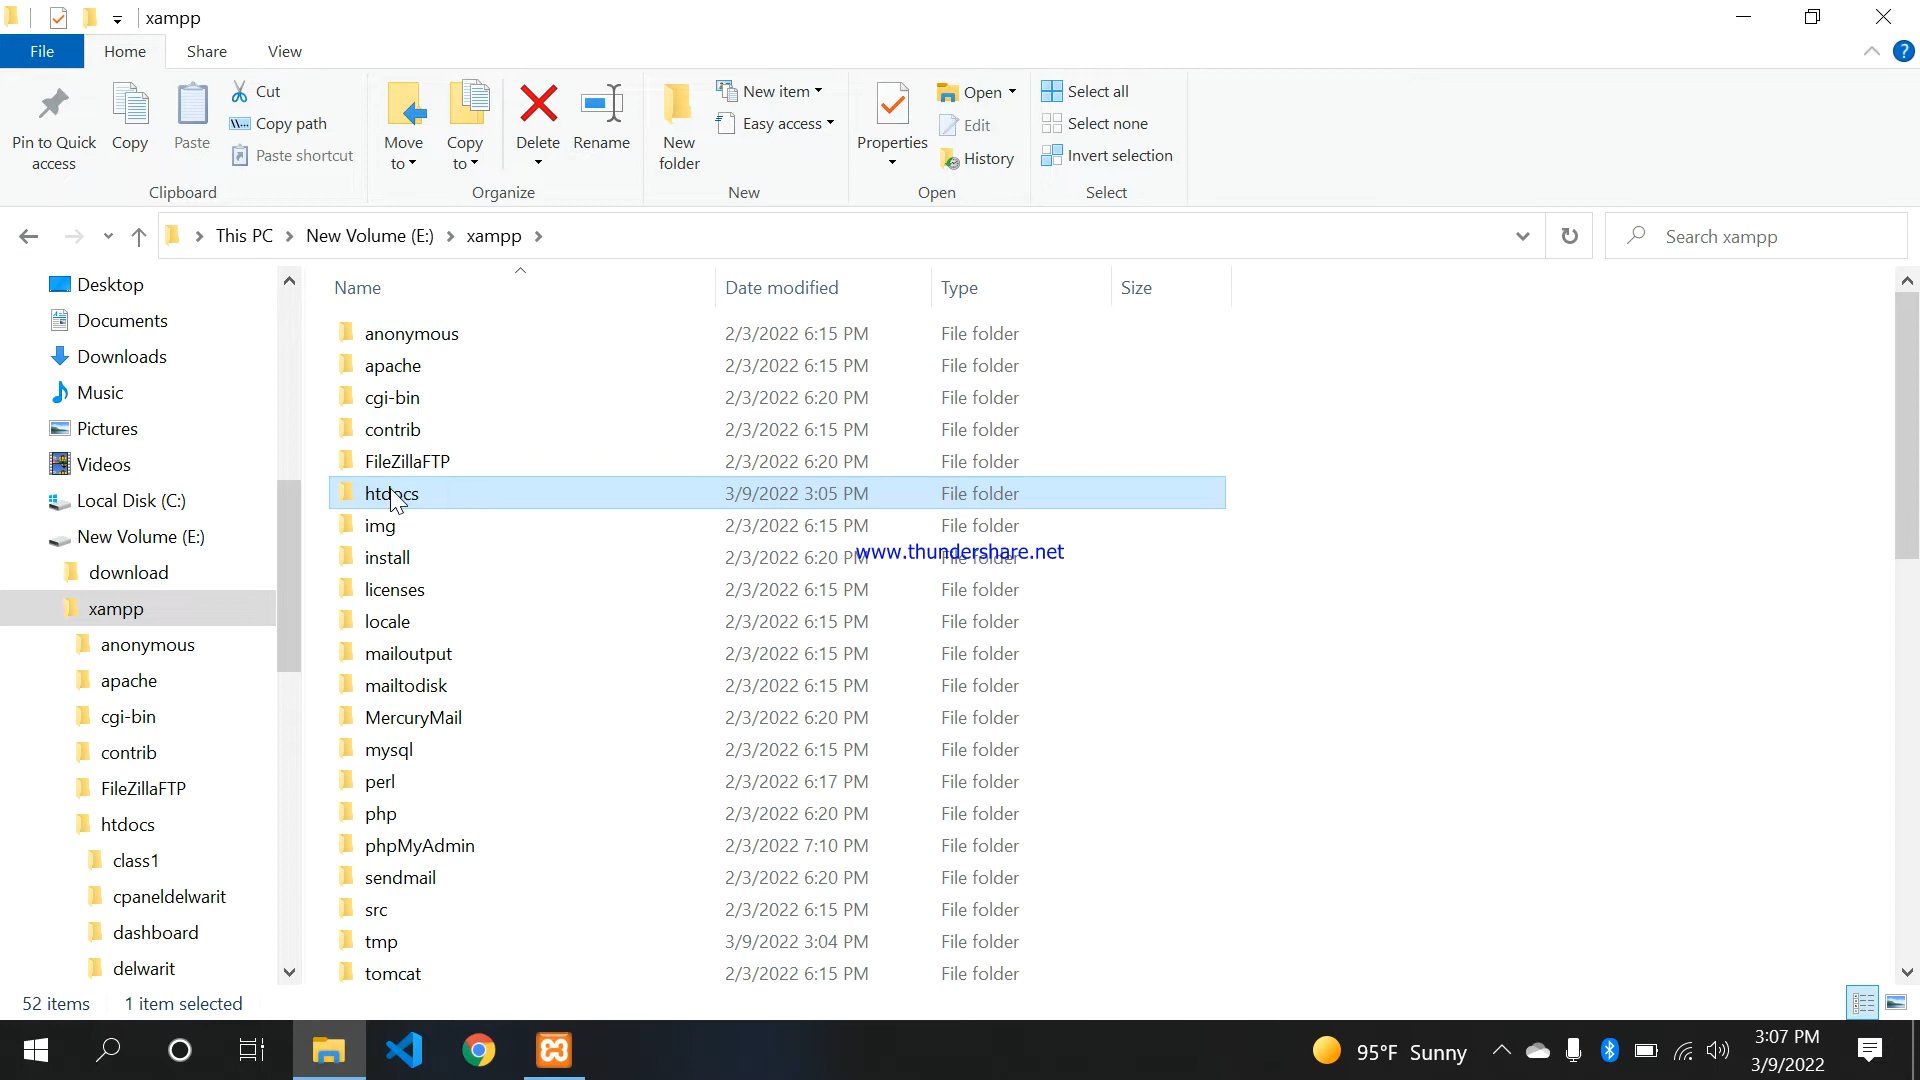 xampp
File Home Share View
Pin to Quick access
Copy
Paste
Cut
Copy path
Paste shortcut
Clipboard
Move to
Copy to
Delete
Rename
Organize
New folder
New item
Easy access
New
Properties
Open
Edit
History
Open
Select all
Select none
Invert selection
Select
This PC New Volume (E:) xampp
Search xampp
Desktop
Documents
Downloads
Music
Pictures
Videos
Local Disk (C:)
New Volume (E:)
download
xampp
anonymous
apache
cgi-bin
contrib
FileZillaFTP
htdocs
class1
cpaneldelwarit
dashboard
delwarit
Name Date modified Type Size
anonymous 2/3/2022 6:15 PM File folder
apache 2/3/2022 6:15 PM File folder
cgi-bin 2/3/2022 6:20 PM File folder
contrib 2/3/2022 6:15 PM File folder
FileZillaFTP 2/3/2022 6:20 PM File folder
htdocs 3/9/2022 3:05 PM File folder
img 2/3/2022 6:15 PM File folder
www.thundershare.net
install 2/3/2022 6:20 PM File folder
licenses 2/3/2022 6:15 PM File folder
locale 2/3/2022 6:15 PM File folder
mailoutput 2/3/2022 6:15 PM File folder
mailtodisk 2/3/2022 6:15 PM File folder
MercuryMail 2/3/2022 6:20 PM File folder
mysql 2/3/2022 6:15 PM File folder
perl 2/3/2022 6:17 PM File folder
php 2/3/2022 6:20 PM File folder
phpMyAdmin 2/3/2022 7:10 PM File folder
sendmail 2/3/2022 6:20 PM File folder
src 2/3/2022 6:15 PM File folder
tmp 3/9/2022 3:04 PM File folder
tomcat 2/3/2022 6:15 PM File folder
52 items 1 item selected
95°F Sunny
3:07 PM
3/9/2022